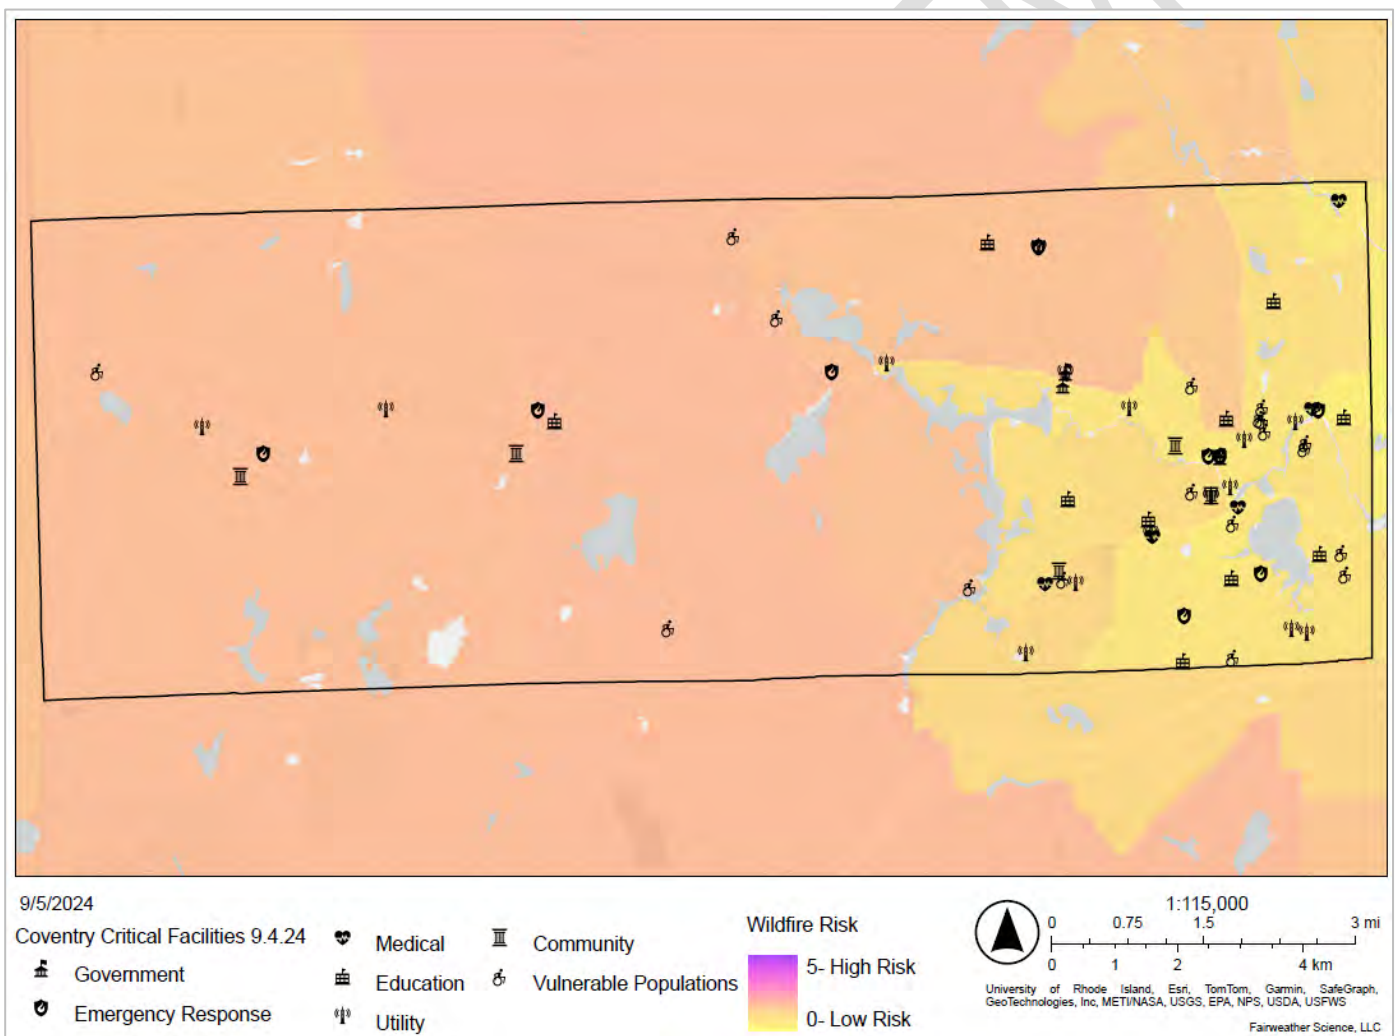 9/5/2024
Coventry Critical Facilities 9.4.24
Government
Emergency Response
Medical
Education
Utility
Community
Vulnerable Populations
Wildfire Risk
5- High Risk
0- Low Risk
1:115,000
0 0.75 1.5 3 mi
0 1 2 4 km
University of Rhode Island, Esri, TomTom, Garmin, SafeGraph,
GeoTechnologies, Inc, METI/NASA, USGS, EPA, NPS, USDA, USFWS
Fairweather Science, LLC